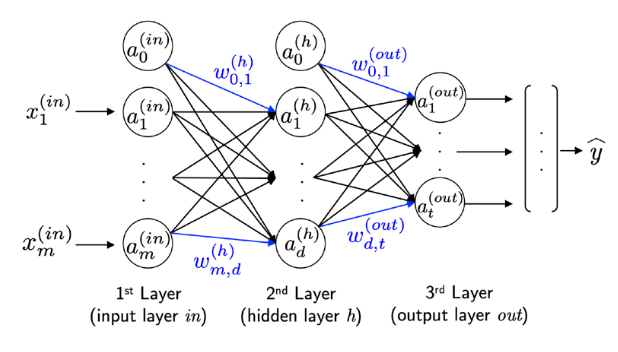 a_0^{(in)} a_0^{(h)}
w_{0,1}^{(h)} w_{0,1}^{(out)}
x_1^{(in)} a_1^{(in)} a_1^{(h)} a_1^{(out)}
ŷ
x_m^{(in)} a_m^{(in)} a_d^{(h)} a_t^{(out)}
w_{m,d}^{(h)} w_{d,t}^{(out)}
1st Layer
(input layer in)
2nd Layer
(hidden layer h)
3rd Layer
(output layer out)